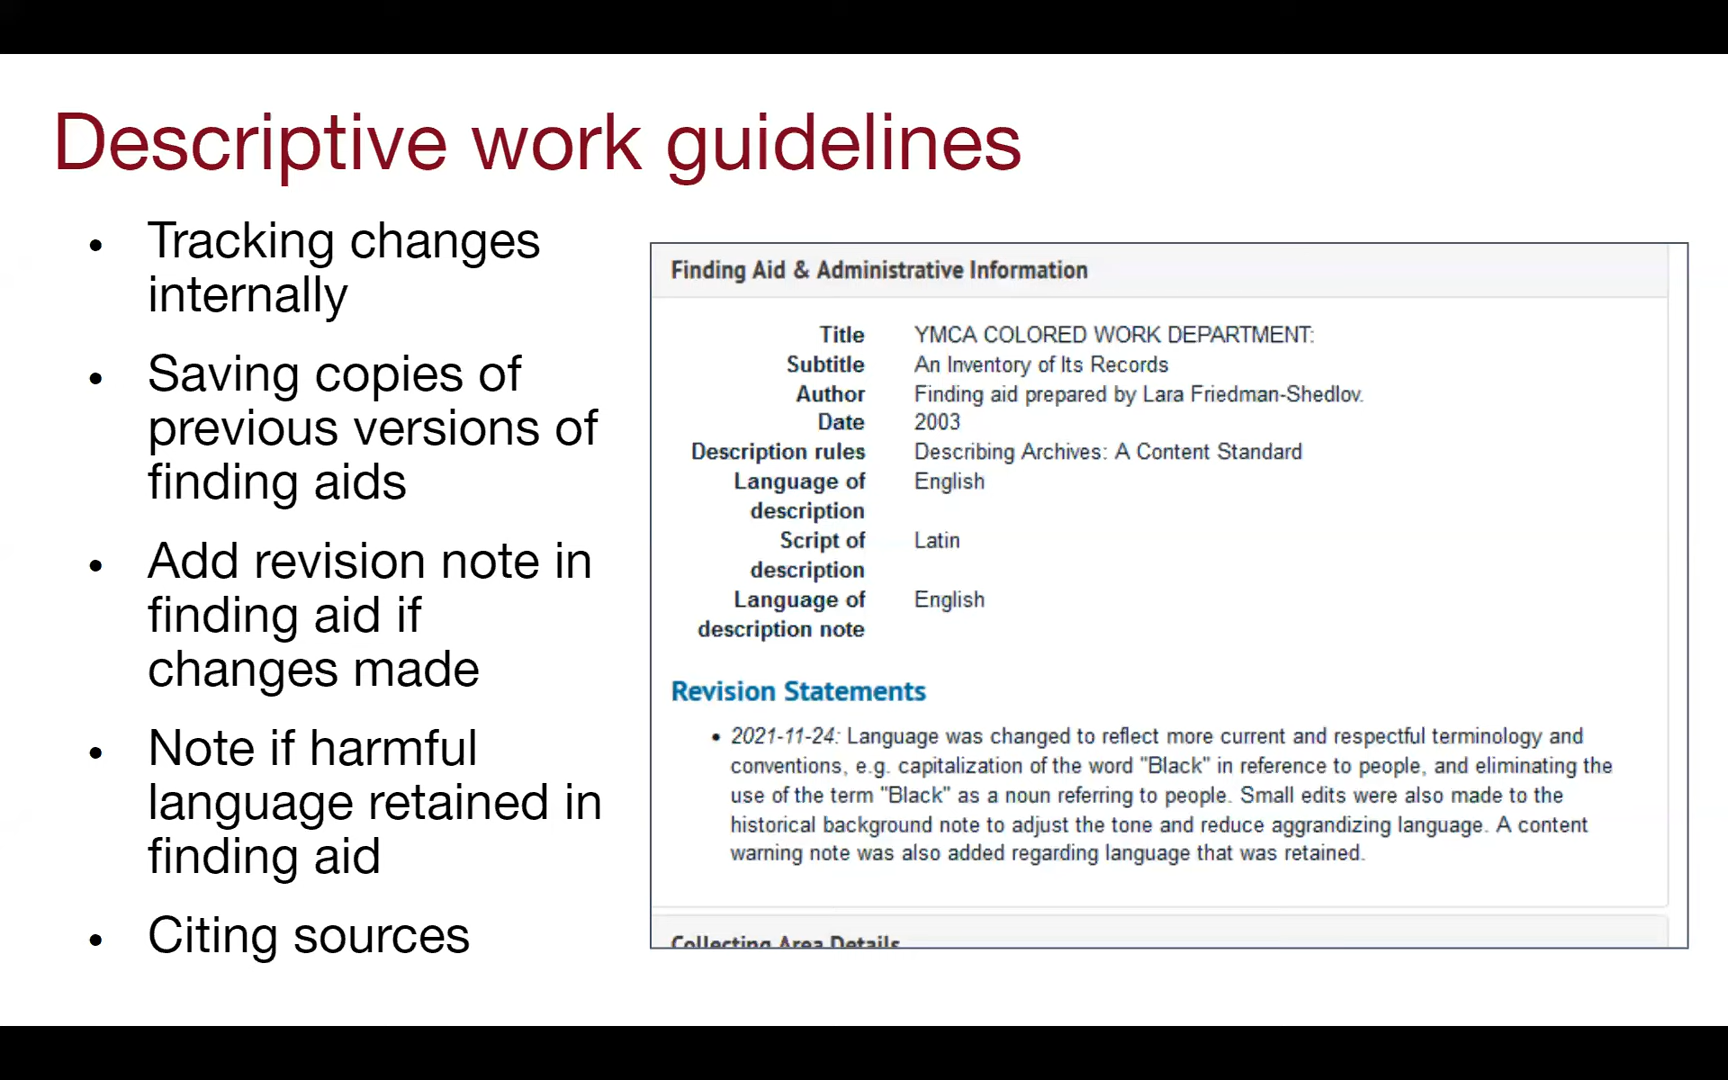 Descriptive work guidelines
• Tracking changes
internally
• Saving copies of
previous versions of
finding aids
• Add revision note in
finding aid if
changes made
• Note if harmful
language retained in
finding aid
• Citing sources
Finding Aid & Administrative Information
Title YMCA COLORED WORK DEPARTMENT:
Subtitle An Inventory of Its Records
Author Finding aid prepared by Lara Friedman-Shedlov.
Date 2003
Description rules Describing Archives: A Content Standard
Language of English
description
Script of Latin
description
Language of English
description note
Revision Statements
• 2021-11-24: Language was changed to reflect more current and respectful terminology and
conventions, e.g. capitalization of the word "Black" in reference to people, and eliminating the
use of the term "Black" as a noun referring to people. Small edits were also made to the
historical background note to adjust the tone and reduce aggrandizing language. A content
warning note was also added regarding language that was retained.
Collecting Area Details